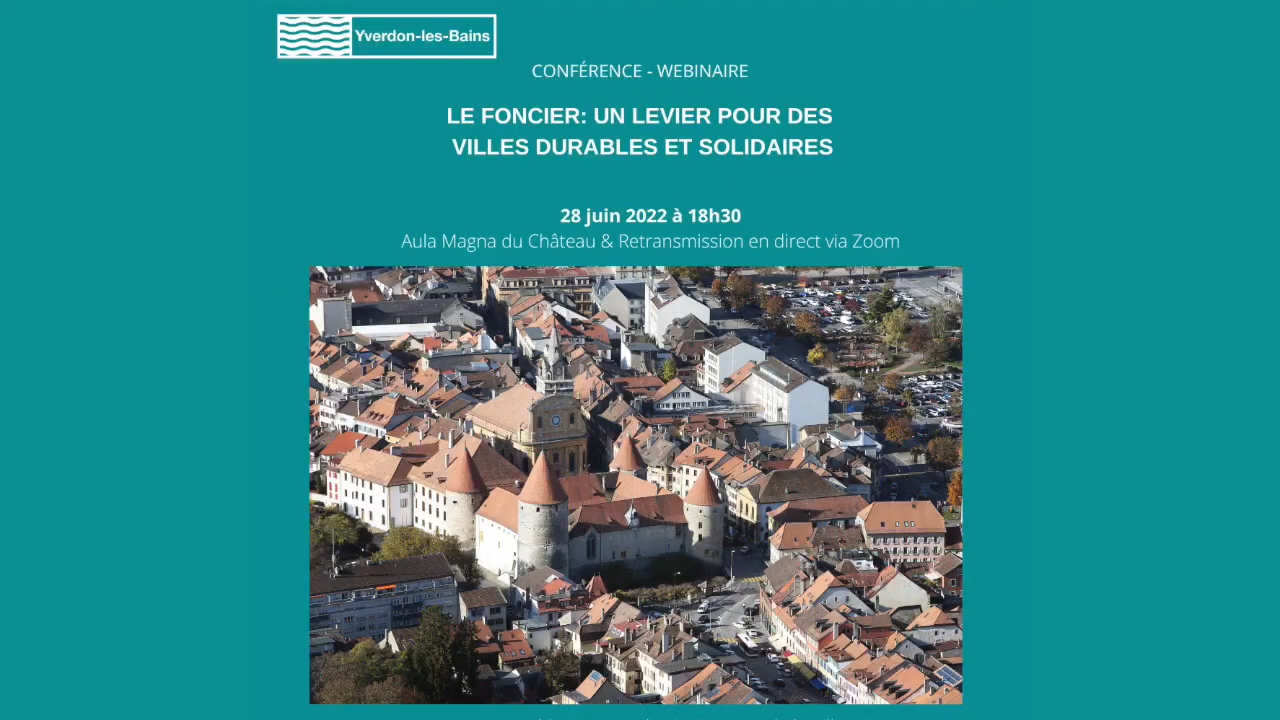 Yverdon-les-Bains
CONFÉRENCE - WEBINAIRE
LE FONCIER: UN LEVIER POUR DES
VILLES DURABLES ET SOLIDAIRES
28 juin 2022 à 18h30
Aula Magna du Château & Retransmission en direct via Zoom